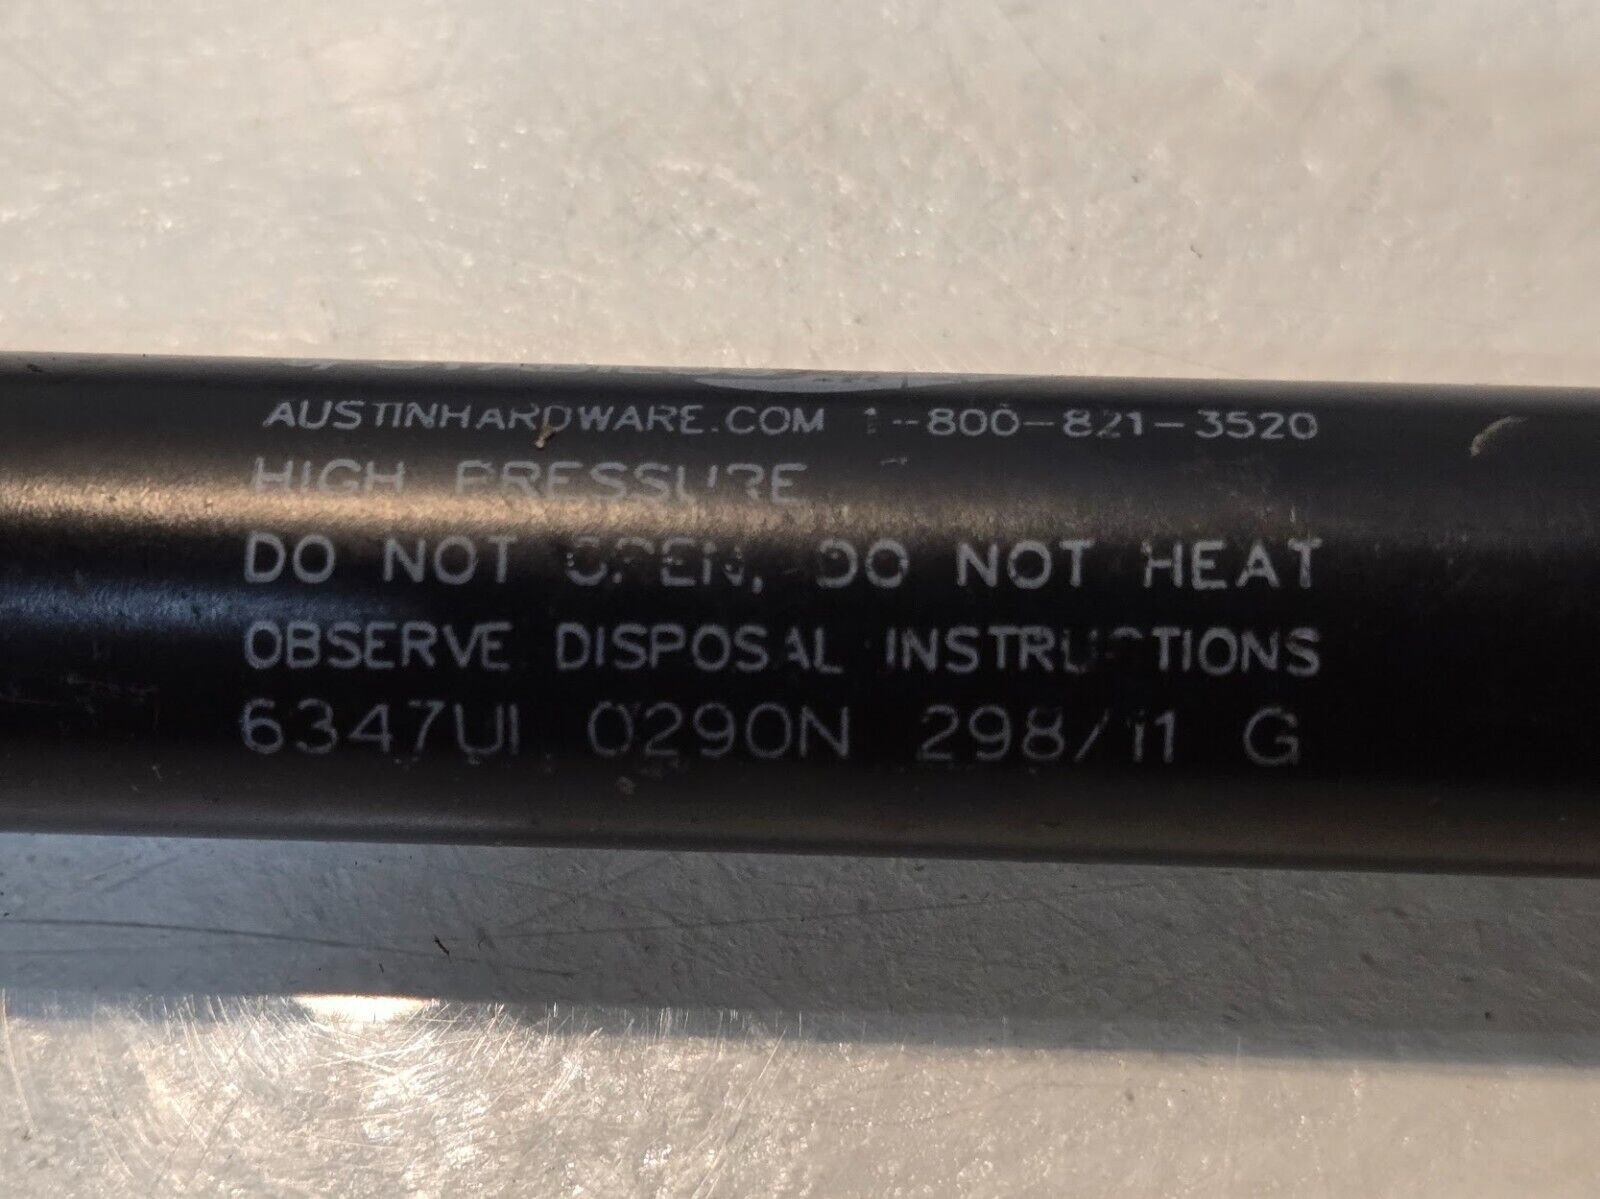 AUSTINHARDWARE.COM 1-800-821-3520
HIGH PRESSURE
DO NOT OPEN, DO NOT HEAT
OBSERVE DISPOSAL INSTRUCTIONS
6347UI 0290N 298/11 G